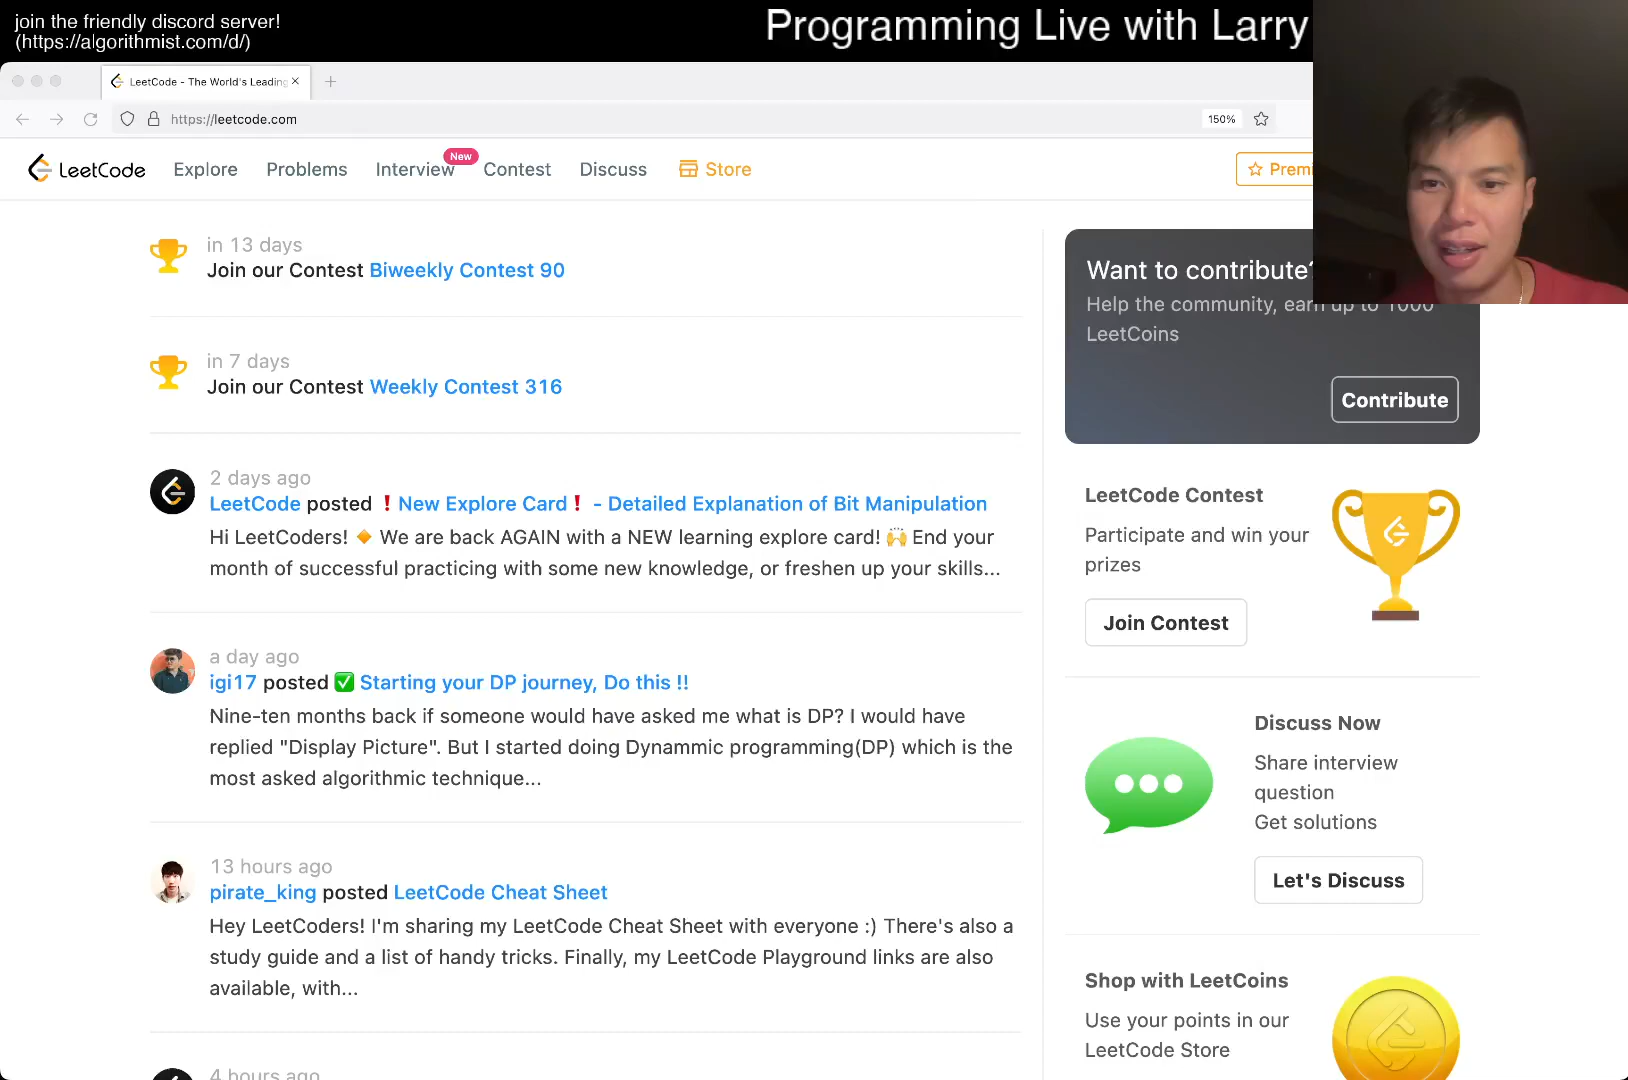 join the friendly discord server!
(https://algorithmist.com/d/)
Programming Live with Larry
LeetCode - The World's Leading
https://leetcode.com
150%
LeetCode
Explore
Problems
Interview
New
Contest
Discuss
Store
in 13 days
Join our Contest Biweekly Contest 90
in 7 days
Join our Contest Weekly Contest 316
2 days ago
LeetCode posted ❗New Explore Card❗ - Detailed Explanation of Bit Manipulation
Hi LeetCoders! 🔸 We are back AGAIN with a NEW learning explore card! 🙌 End your
month of successful practicing with some new knowledge, or freshen up your skills...
a day ago
igi17 posted ✅ Starting your DP journey, Do this !!
Nine-ten months back if someone would have asked me what is DP? I would have
replied "Display Picture". But I started doing Dynammic programming(DP) which is the
most asked algorithmic technique...
13 hours ago
pirate_king posted LeetCode Cheat Sheet
Hey LeetCoders! I'm sharing my LeetCode Cheat Sheet with everyone :) There's also a
study guide and a list of handy tricks. Finally, my LeetCode Playground links are also
available, with...
4 hours ago
Want to contribute?
Help the community, earn up to 1000
LeetCoins
Contribute
LeetCode Contest
Participate and win your
prizes
Join Contest
Discuss Now
Share interview
question
Get solutions
Let's Discuss
Shop with LeetCoins
Use your points in our
LeetCode Store